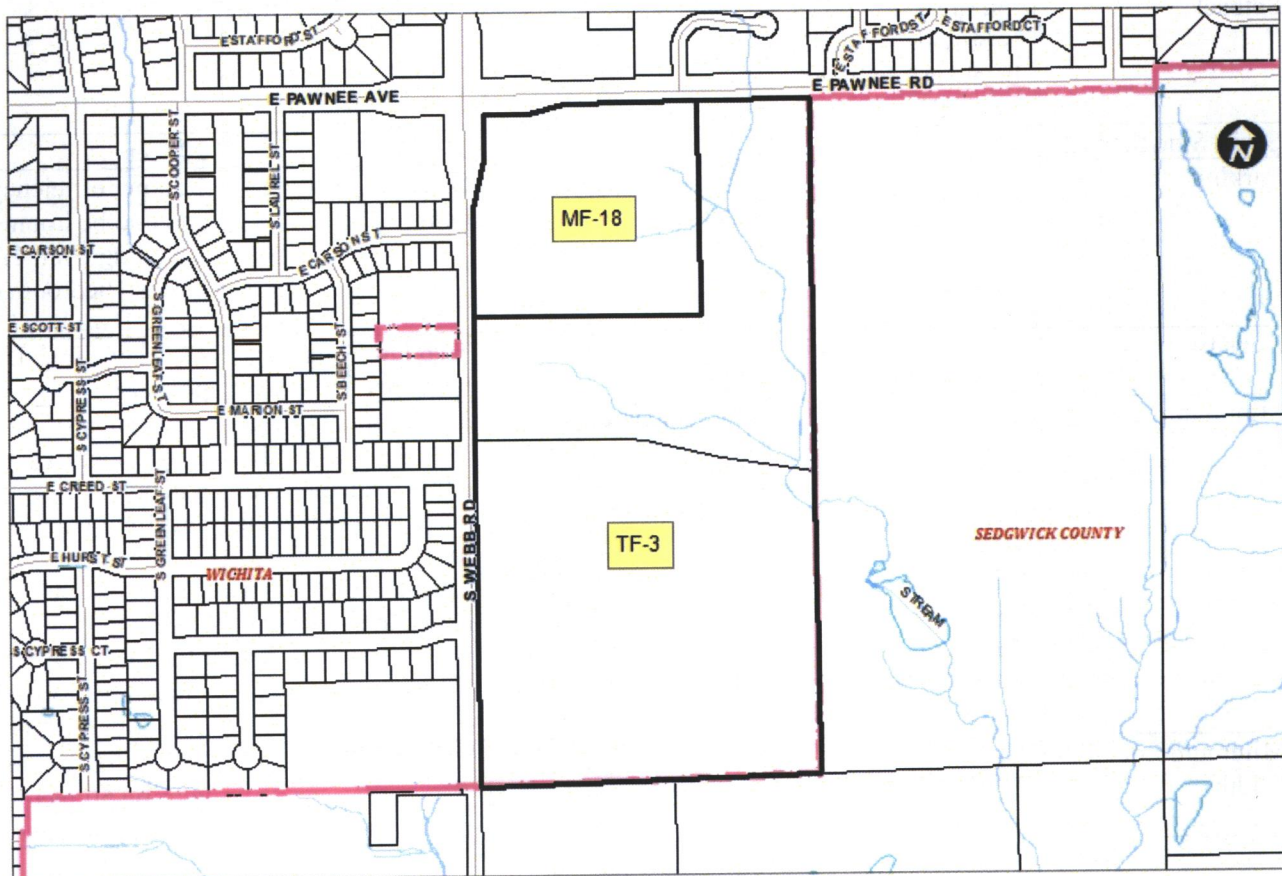 E STAFFORD ST
E STAFFORD ST
E STAFFORD CT
E PAWNEE AVE
E PAWNEE RD
N
S COOPER ST
S LAUREL ST
MF-18
E CARSON ST
E CARSON ST
S GREENLEAF ST
E SCOTT ST
S BEECH ST
S CYPRESS ST
E MARION ST
E CREED ST
S GREENLEAF ST
S WEBB RD
TF-3
SEDGWICK COUNTY
E HURST ST
WICHITA
STREAM
S CYPRESS CT
S CYPRESS ST